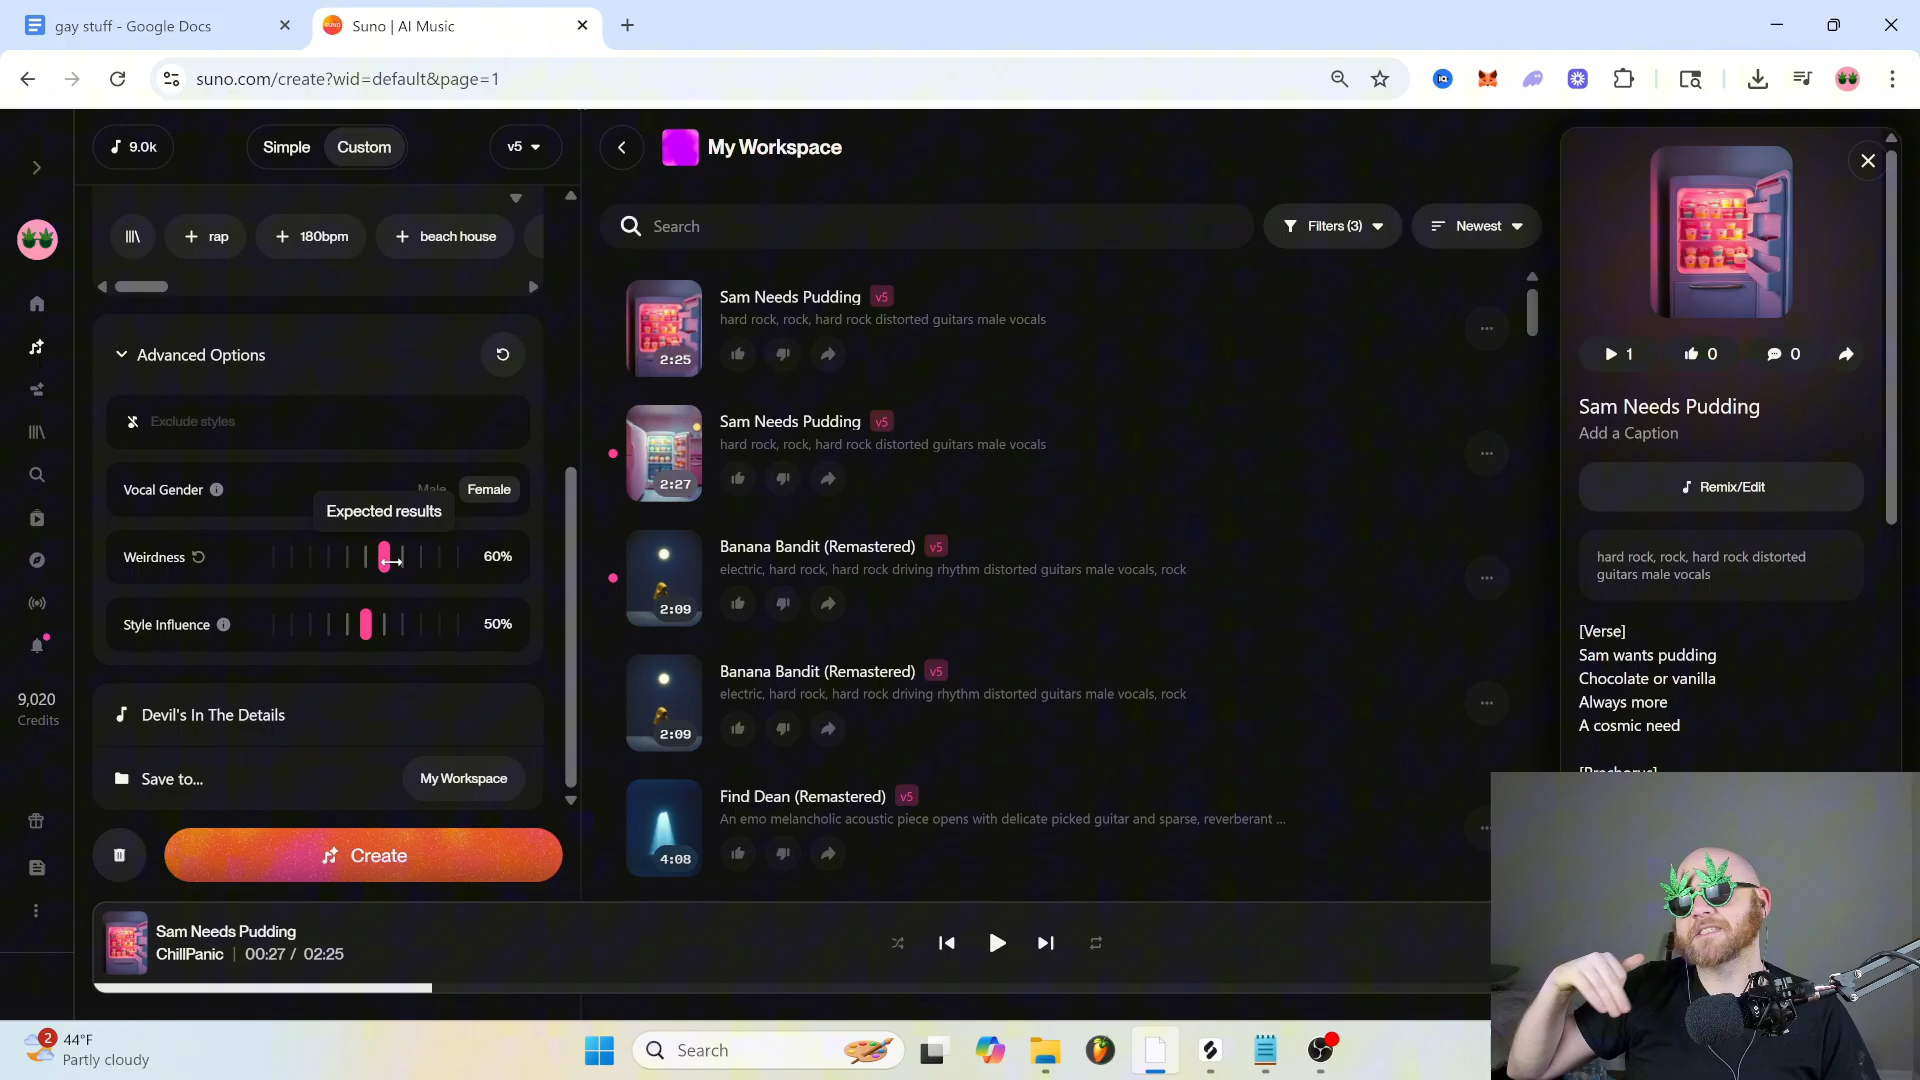 gay stuff - Google Docs
Suno | AI Music
suno.com/create?wid=default&page=1
9.0k
Simple
Custom
v5
My Workspace
rap
180bpm
beach house
Search
Filters (3)
Newest
Advanced Options
Exclude styles
Vocal Gender
Male
Female
Expected results
Weirdness
60%
Style Influence
50%
9,020
Credits
Devil's In The Details
Save to...
My Workspace
Create
Sam Needs Pudding v5
hard rock, rock, hard rock distorted guitars male vocals
2:25
Sam Needs Pudding v5
hard rock, rock, hard rock distorted guitars male vocals
2:27
Banana Bandit (Remastered) v5
electric, hard rock, hard rock driving rhythm distorted guitars male vocals, rock
2:09
Banana Bandit (Remastered) v5
electric, hard rock, hard rock driving rhythm distorted guitars male vocals, rock
2:09
Find Dean (Remastered) v5
An emo melancholic acoustic piece opens with delicate picked guitar and sparse, reverberant ...
4:08
1
0
0
Sam Needs Pudding
Add a Caption
Remix/Edit
hard rock, rock, hard rock distorted
guitars male vocals
[Verse]
Sam wants pudding
Chocolate or vanilla
Always more
A cosmic need
[Prechorus]
Sam Needs Pudding
ChillPanic | 00:27 / 02:25
2
44°F
Partly cloudy
Search